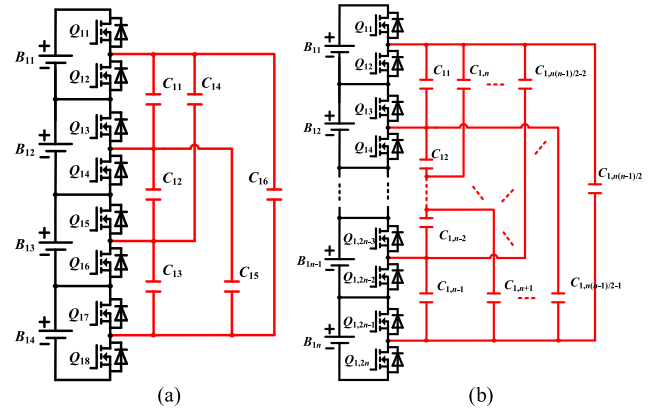 Q11
B11
Q12
C11
C14
Q13
B12
Q14
C12
C16
Q15
B13
Q16
C13
C15
Q17
B14
Q18
(a)
Q11
B11
Q12
C11
C1,n
C1,n(n-1)/2-2
Q13
B12
Q14
C12
C1,n(n-1)/2
Q1,2n-3
C1,n-2
B1n-1
Q1,2n-2
C1,n-1
C1,n+1
C1,n(n-1)/2-1
Q1,2n-1
B1n
Q1,2n
(b)